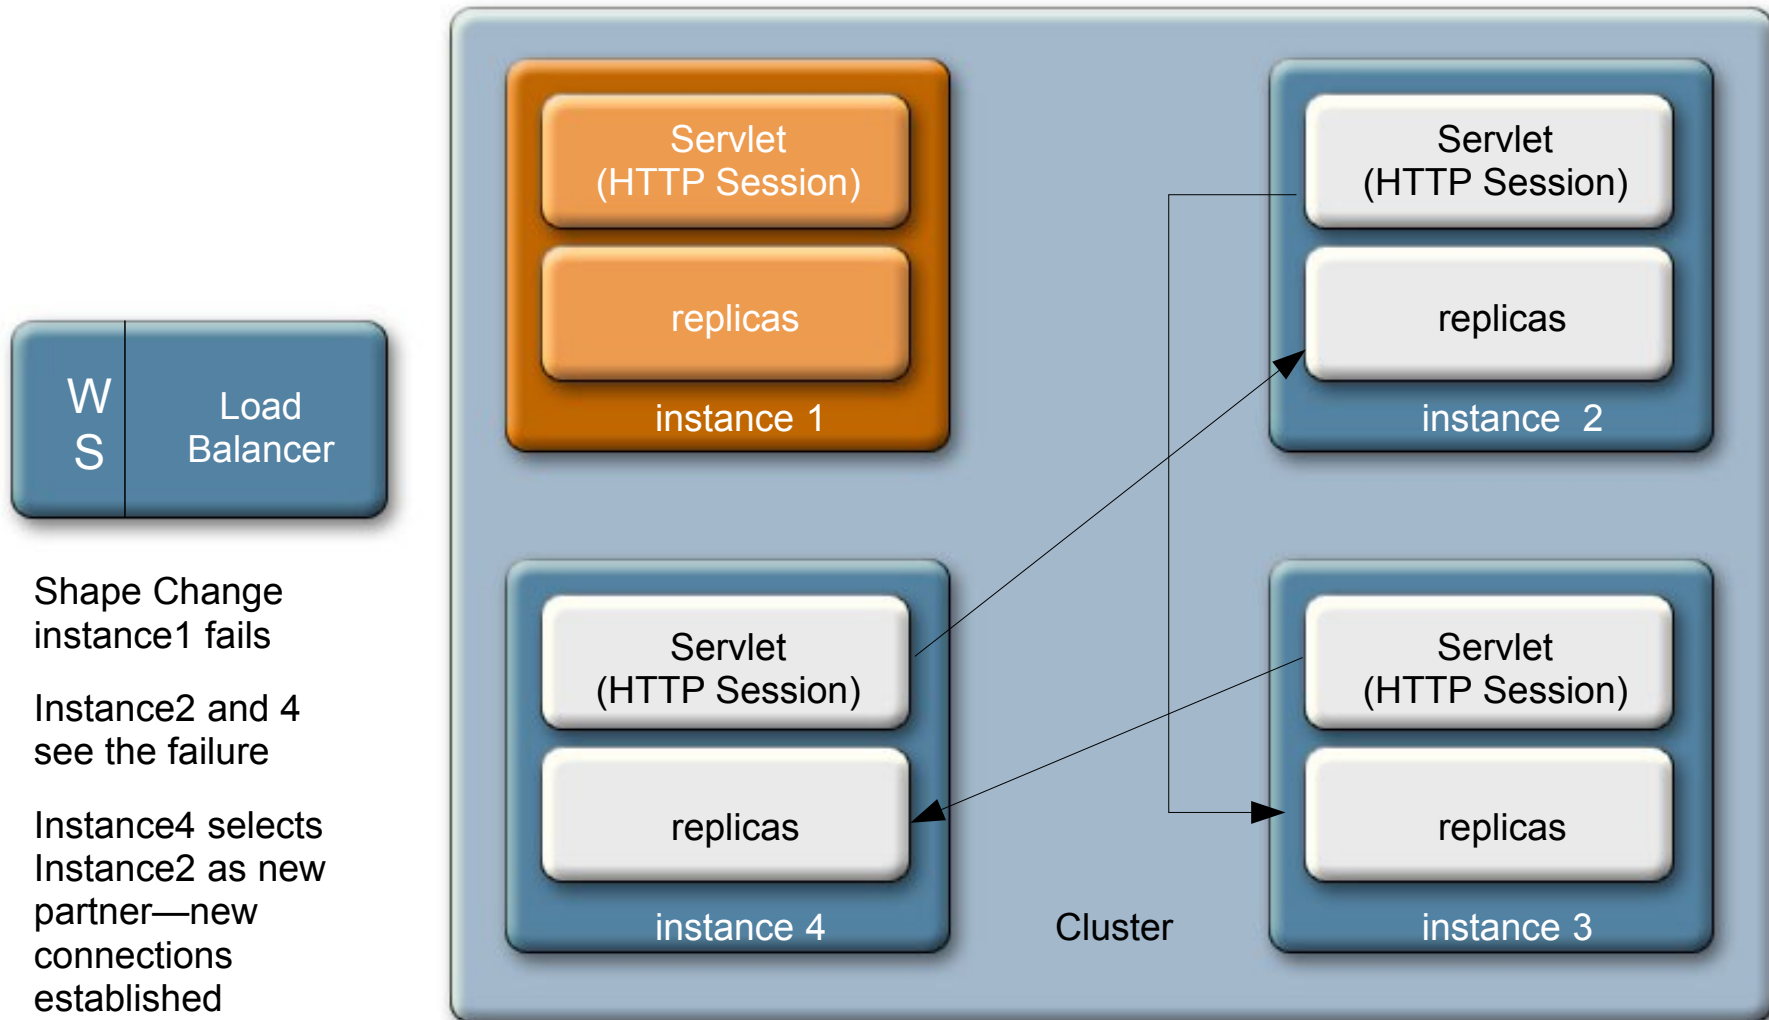 W
S
Load
Balancer
Shape Change
instance1 fails
Instance2 and 4
see the failure
Instance4 selects
Instance2 as new
partner—new
connections
established
Servlet
(HTTP Session)
replicas
instance 1
Servlet
(HTTP Session)
replicas
instance 2
Servlet
(HTTP Session)
replicas
instance 4
Cluster
Servlet
(HTTP Session)
replicas
instance 3